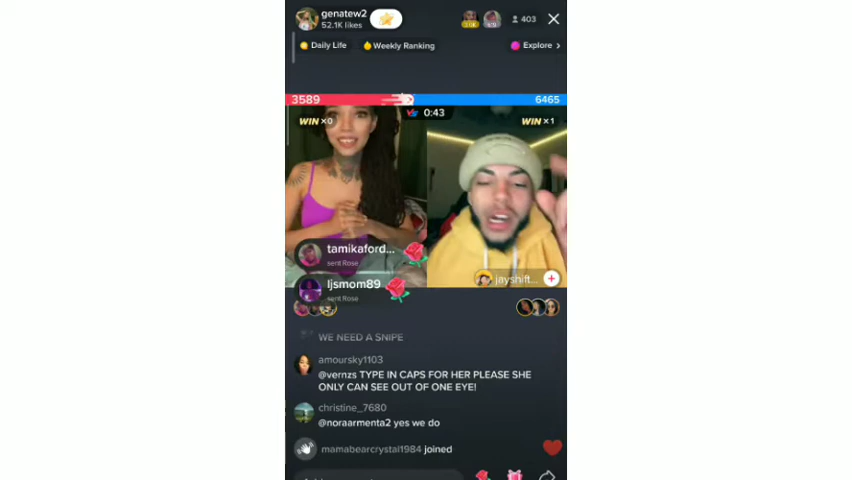 genatew2
52.1K likes
403
Daily Life
Weekly Ranking
Explore >
3589
6465
WIN ×0
0:43
WIN ×1
tamikaford...
sent Rose
ljsmom89
sent Rose
jayshift...
WE NEED A SNIPE
amoursky1103
@vernzs TYPE IN CAPS FOR HER PLEASE SHE
ONLY CAN SEE OUT OF ONE EYE!
christine_7680
@noraarmenta2 yes we do
mamabearcrystal1984 joined